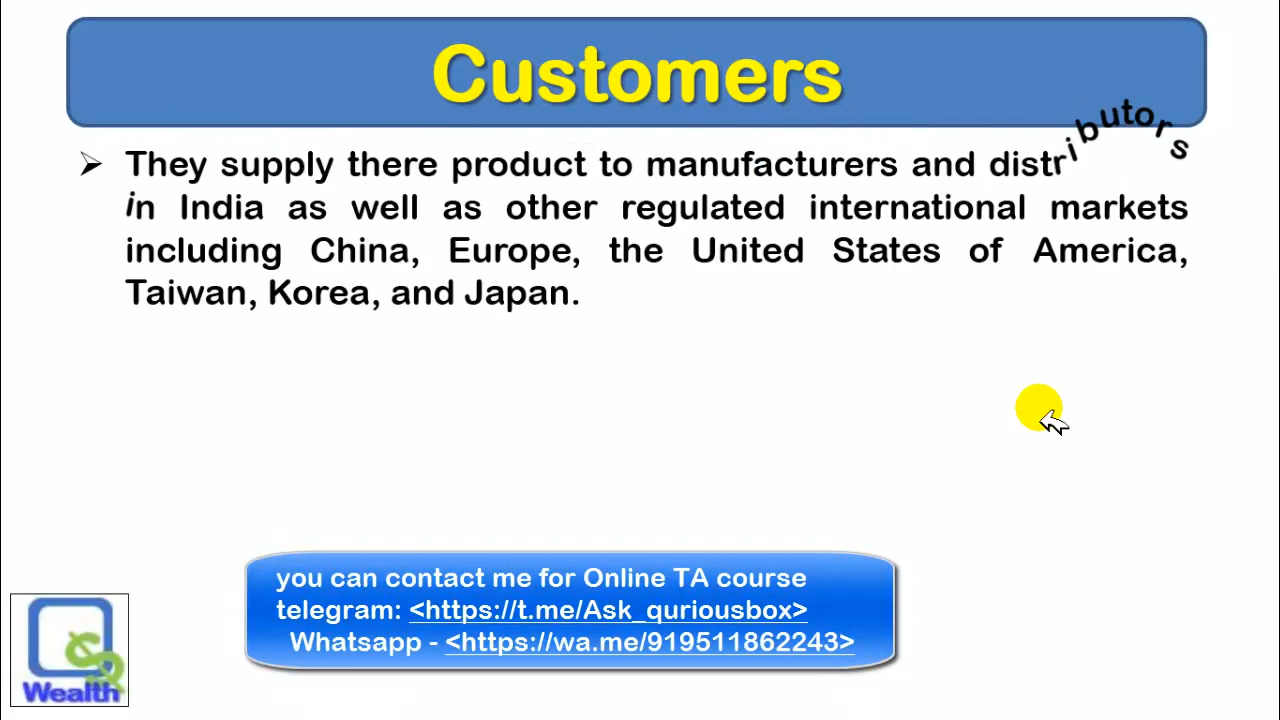 Customers
They supply there product to manufacturers and distributors
in India as well as other regulated international markets
including China, Europe, the United States of America,
Taiwan, Korea, and Japan.
you can contact me for Online TA course
telegram: <https://t.me/Ask_quriousbox>
Whatsapp - <https://wa.me/919511862243>
Wealth